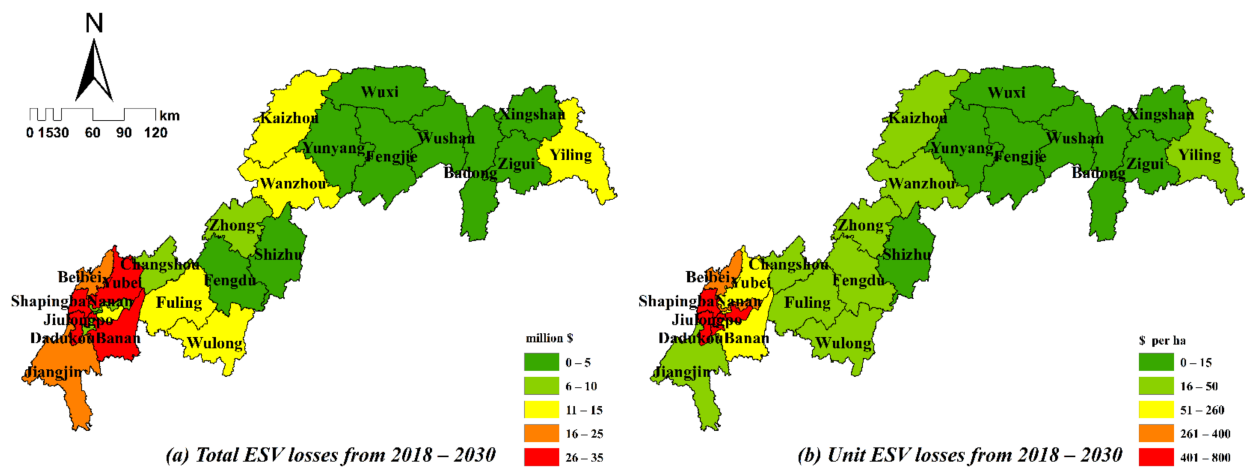 N
0 1530 60 90 120 km
Wuxi
Kaizhou
Xingshan
Wushan
Yunyang
Fengjie
Zigui
Yiling
Badong
Wanzhou
Zhong
Shizhu
Changshou
Beibei
Yubei
Fengdu
Shapingba
Nanan
Fuling
Jiulongpo
Dadukou
Banan
Wulong
Jiangjin
million $
0 – 5
6 – 10
11 – 15
16 – 25
26 – 35
(a) Total ESV losses from 2018 – 2030
Wuxi
Kaizhou
Xingshan
Wushan
Yunyang
Fengjie
Zigui
Yiling
Badong
Wanzhou
Zhong
Shizhu
Changshou
Beibei
Yubei
Fengdu
Shapingba
Nanan
Fuling
Jiulongpo
Dadukou
Banan
Wulong
Jiangjin
$ per ha
0 – 15
16 – 50
51 – 260
261 – 400
401 – 800
(b) Unit ESV losses from 2018 – 2030